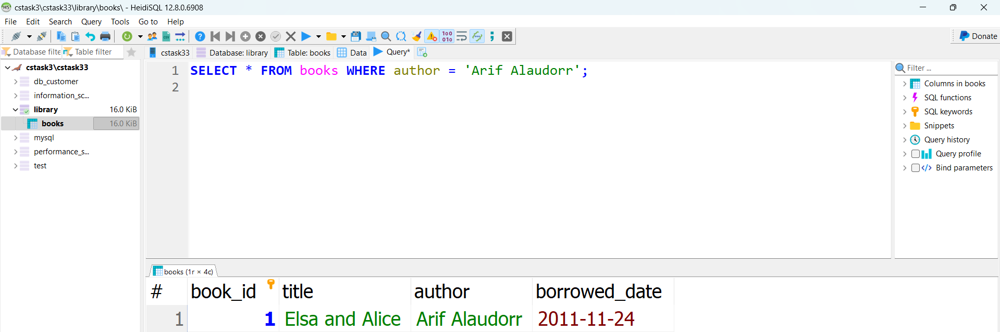 cstask3\cstask33\library\books\ - HeidiSQL 12.8.0.6908
File Edit Search Query Tools Go to Help
Donate
Database filte Table filter
cstask33 Database: library Table: books Data Query*
cstask3\cstask33
db_customer
information_sc...
library 16.0 KiB
books 16.0 KiB
mysql
performance_s...
test
1 SELECT * FROM books WHERE author = 'Arif Alaudorr';
2
Filter ...
Columns in books
SQL functions
SQL keywords
Snippets
Query history
Query profile
Bind parameters
books (1r × 4c)
# book_id title author borrowed_date
1 1 Elsa and Alice Arif Alaudorr 2011-11-24